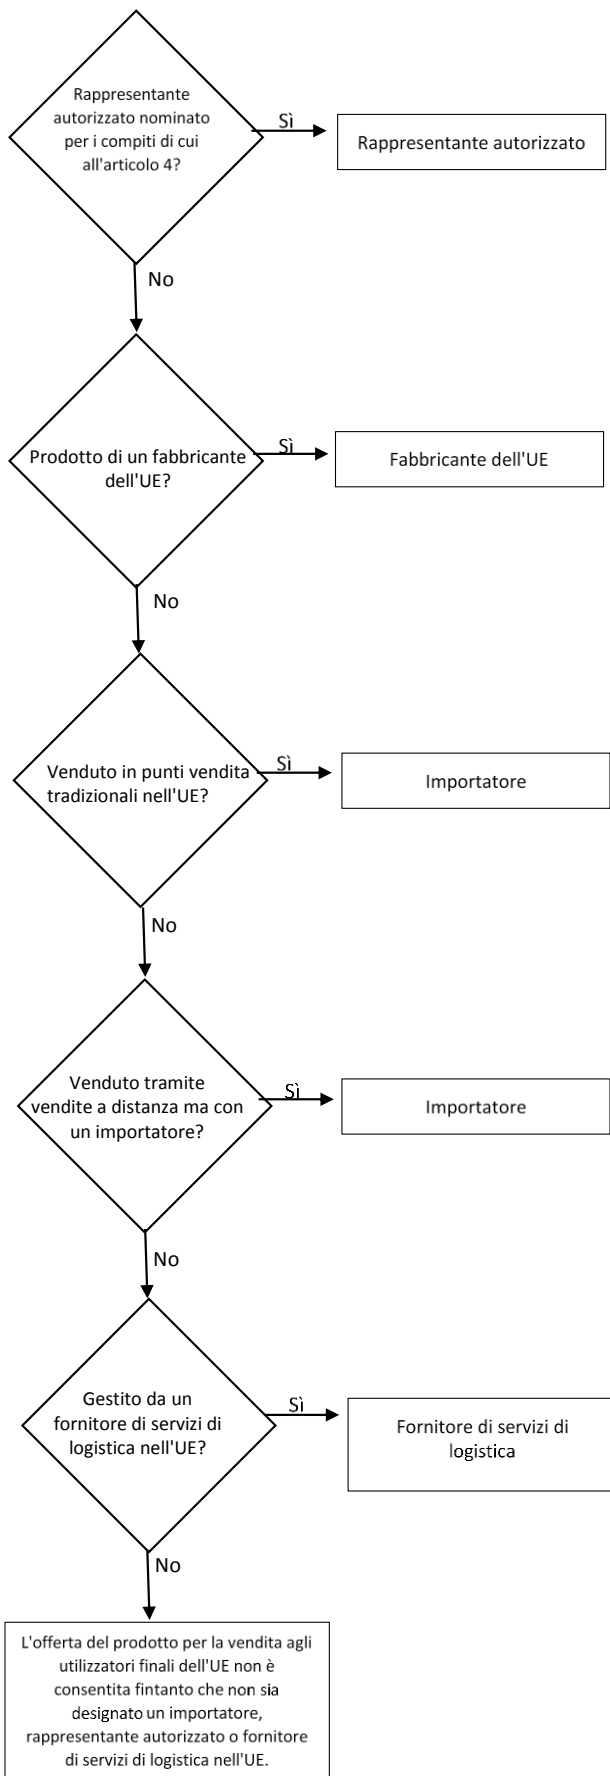 Rappresentante
autorizzato nominato
per i compiti di cui
all'articolo 4?
Sì
Rappresentante autorizzato
No
Prodotto di un fabbricante
dell'UE?
Sì
Fabbricante dell'UE
No
Venduto in punti vendita
tradizionali nell'UE?
Sì
Importatore
No
Venduto tramite
vendite a distanza ma con
un importatore?
Sì
Importatore
No
Gestito da un
fornitore di servizi di
logistica nell'UE?
Sì
Fornitore di servizi di
logistica
No
L'offerta del prodotto per la vendita agli
utilizzatori finali dell'UE non è
consentita fintanto che non sia
designato un importatore,
rappresentante autorizzato o fornitore
di servizi di logistica nell'UE.